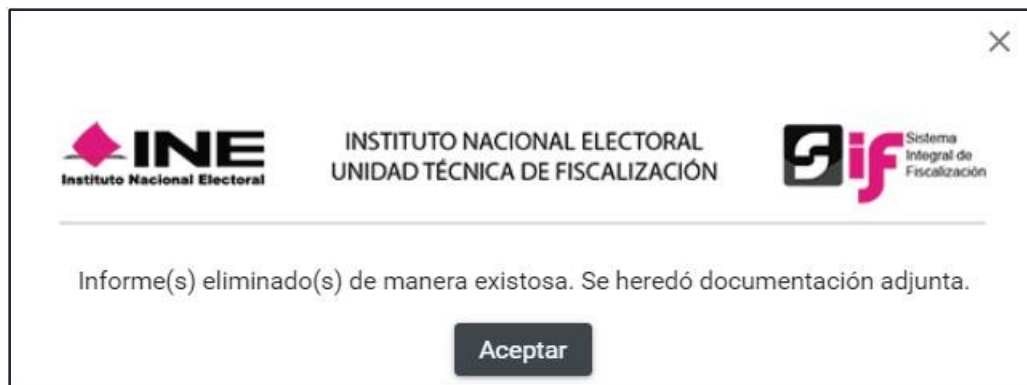 INE
Instituto Nacional Electoral
INSTITUTO NACIONAL ELECTORAL
UNIDAD TÉCNICA DE FISCALIZACIÓN
Sif
Sistema
Integral de
Fiscalización
Informe(s) eliminado(s) de manera existosa. Se heredó documentación adjunta.
Aceptar